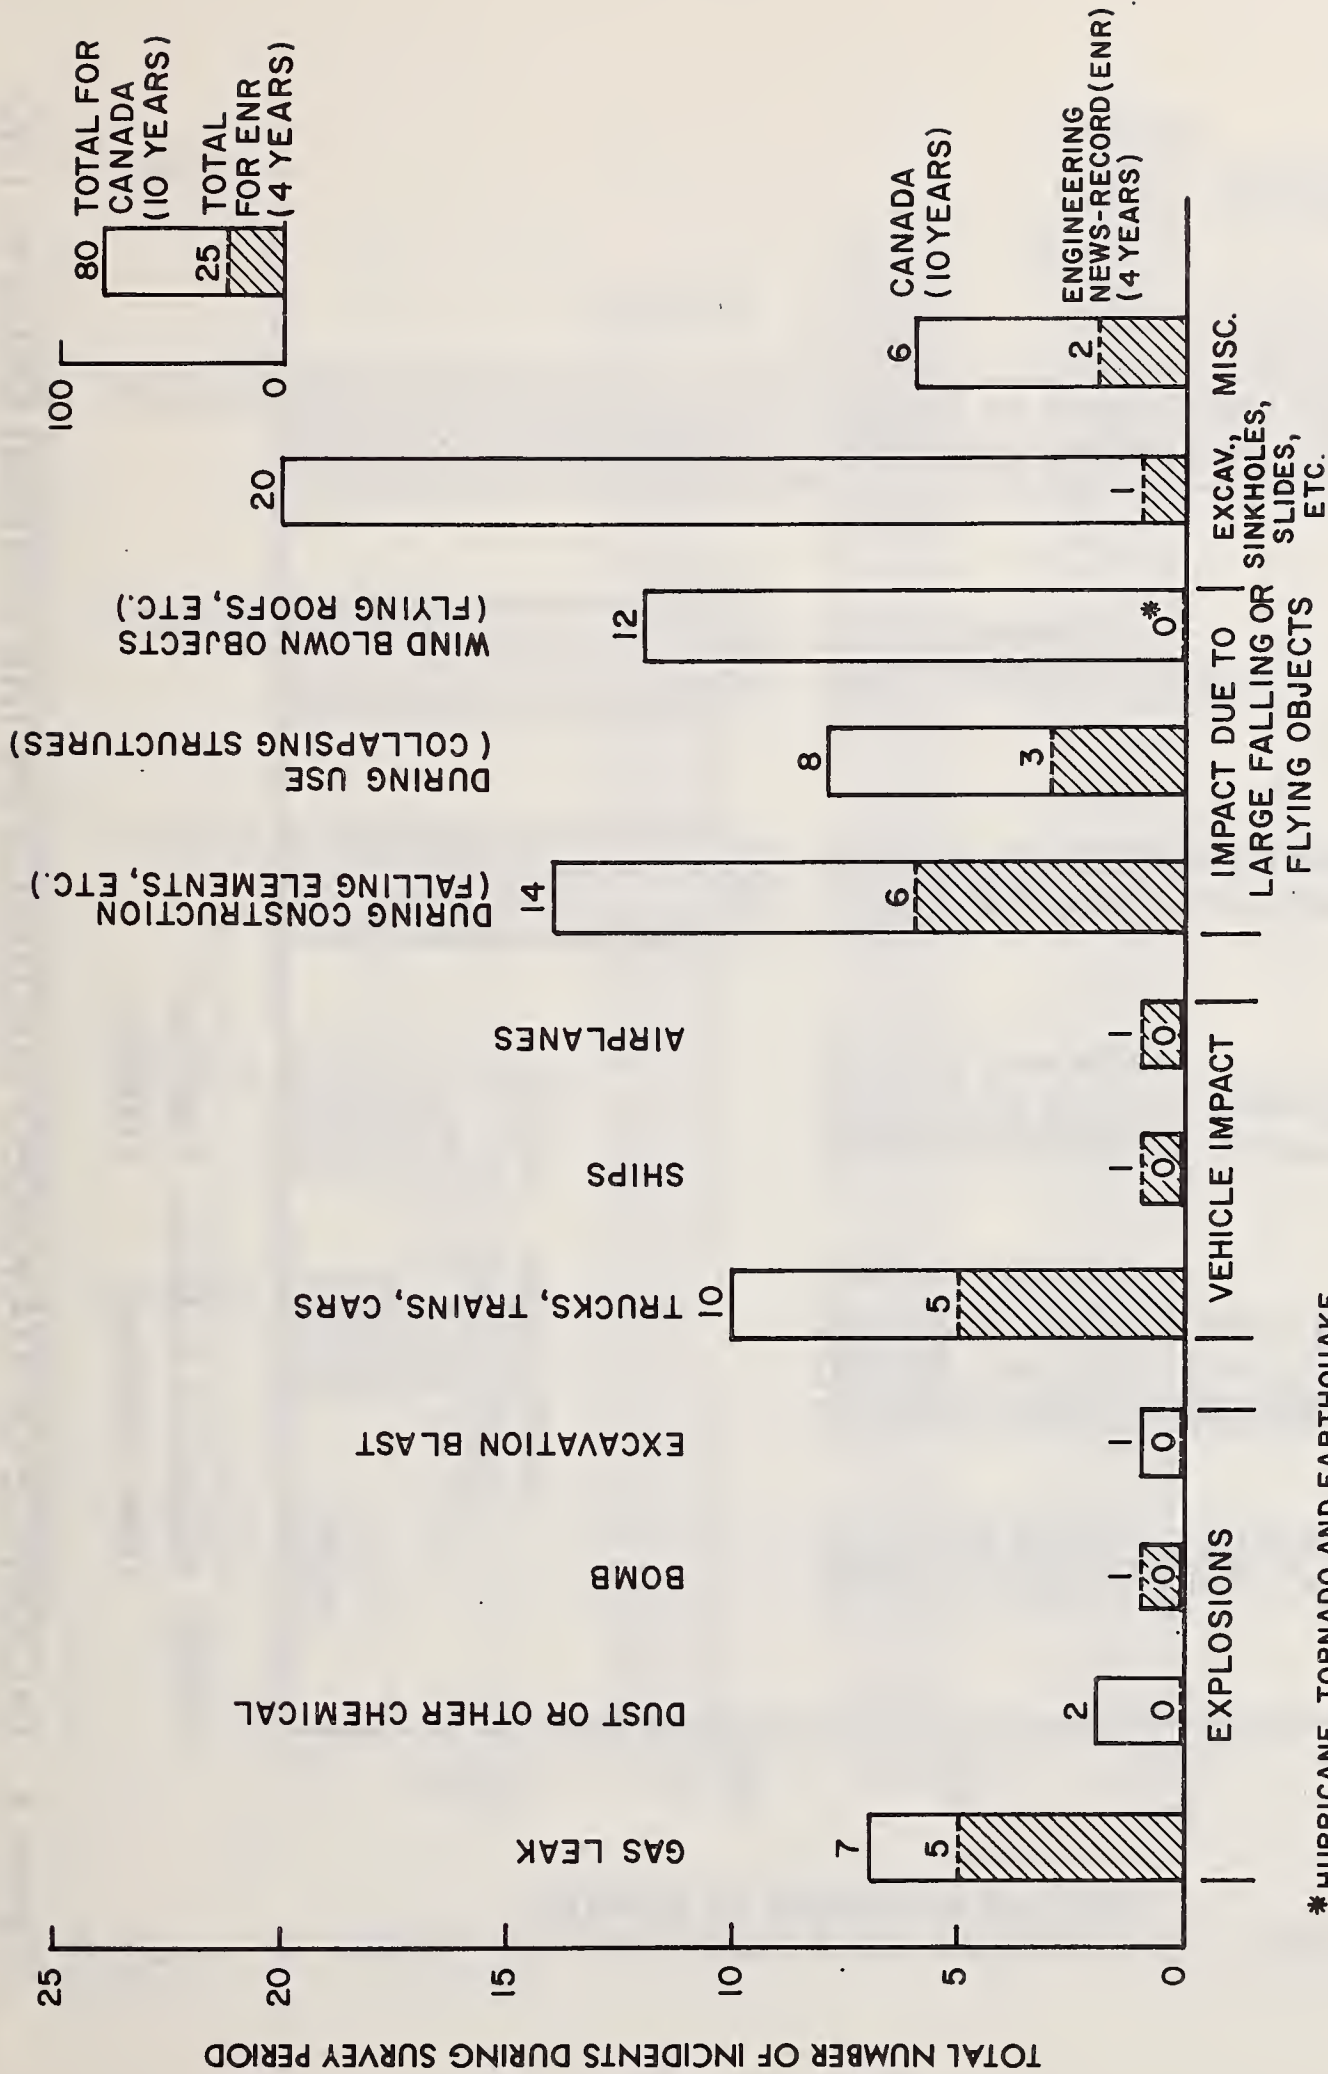 TOTAL NUMBER OF INCIDENTS DURING SURVEY PERIOD
25
20
15
10
5
0
GAS LEAK
7
5
DUST OR OTHER CHEMICAL
2
0
BOMB
1
0
EXCAVATION BLAST
1
0
EXPLOSIONS
TRUCKS, TRAINS, CARS
10
5
SHIPS
1
0
AIRPLANES
1
0
VEHICLE IMPACT
DURING CONSTRUCTION
(FALLING ELEMENTS, ETC.)
14
6
DURING USE
(COLLAPSING STRUCTURES)
8
3
WIND BLOWN OBJECTS
(FLYING ROOFS, ETC.)
12
0*
IMPACT DUE TO
LARGE FALLING OR
FLYING OBJECTS
20
1
EXCAV.,
SINKHOLES,
SLIDES,
ETC.
6
2
MISC.
CANADA
(10 YEARS)
ENGINEERING
NEWS-RECORD(ENR)
(4 YEARS)
100
0
80
25
TOTAL FOR
CANADA
(10 YEARS)
TOTAL
FOR ENR
(4 YEARS)
*HURRICANE, TORNADO AND EARTHQUAKE